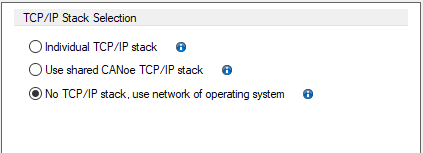 TCP/IP Stack Selection
Individual TCP/IP stack
Use shared CANoe TCP/IP stack
No TCP/IP stack, use network of operating system